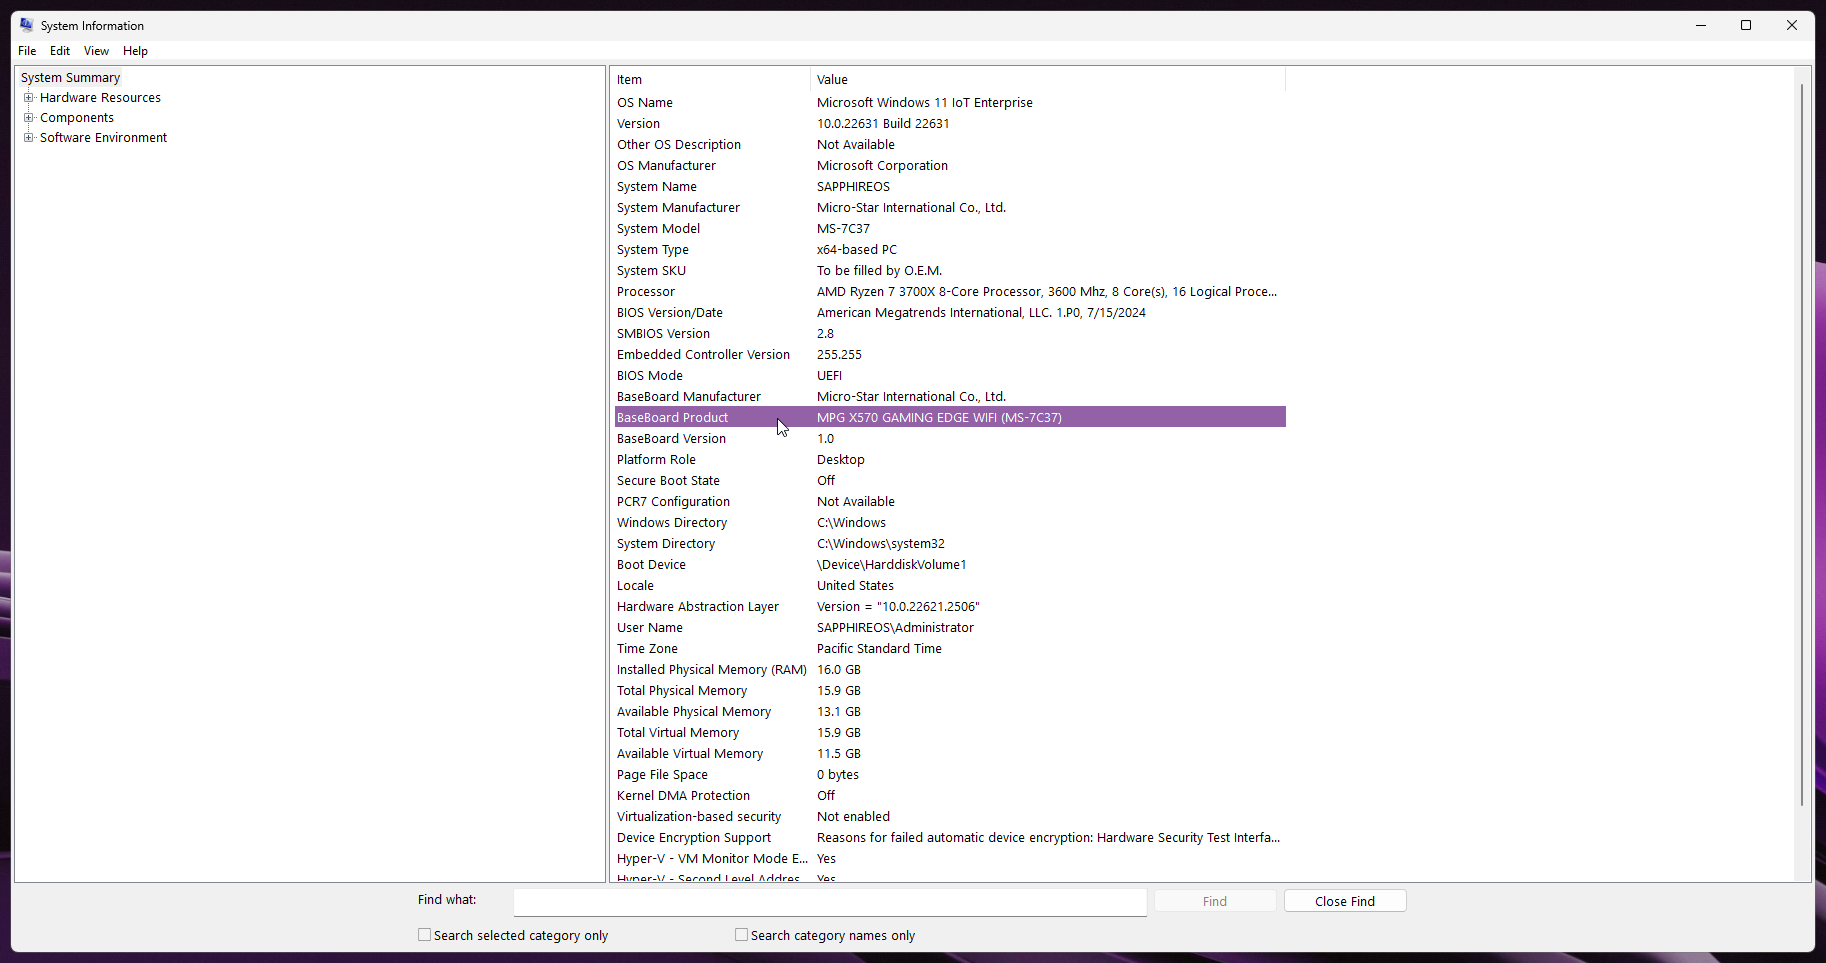 System Information
File Edit View Help
System Summary
Hardware Resources
Components
Software Environment
Item Value
OS Name Microsoft Windows 11 IoT Enterprise
Version 10.0.22631 Build 22631
Other OS Description Not Available
OS Manufacturer Microsoft Corporation
System Name SAPPHIREOS
System Manufacturer Micro-Star International Co., Ltd.
System Model MS-7C37
System Type x64-based PC
System SKU To be filled by O.E.M.
Processor AMD Ryzen 7 3700X 8-Core Processor, 3600 Mhz, 8 Core(s), 16 Logical Proce...
BIOS Version/Date American Megatrends International, LLC. 1.P0, 7/15/2024
SMBIOS Version 2.8
Embedded Controller Version 255.255
BIOS Mode UEFI
BaseBoard Manufacturer Micro-Star International Co., Ltd.
BaseBoard Product MPG X570 GAMING EDGE WIFI (MS-7C37)
BaseBoard Version 1.0
Platform Role Desktop
Secure Boot State Off
PCR7 Configuration Not Available
Windows Directory C:\Windows
System Directory C:\Windows\system32
Boot Device \Device\HarddiskVolume1
Locale United States
Hardware Abstraction Layer Version = "10.0.22621.2506"
User Name SAPPHIREOS\Administrator
Time Zone Pacific Standard Time
Installed Physical Memory (RAM) 16.0 GB
Total Physical Memory 15.9 GB
Available Physical Memory 13.1 GB
Total Virtual Memory 15.9 GB
Available Virtual Memory 11.5 GB
Page File Space 0 bytes
Kernel DMA Protection Off
Virtualization-based security Not enabled
Device Encryption Support Reasons for failed automatic device encryption: Hardware Security Test Interfa...
Hyper-V - VM Monitor Mode E... Yes
Hyper-V - Second Level Addres... Yes
Find what: Find Close Find
Search selected category only Search category names only